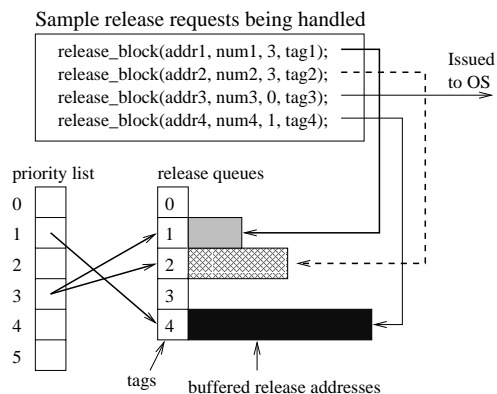 Sample release requests being handled
release_block(addr1, num1, 3, tag1);
release_block(addr2, num2, 3, tag2);
release_block(addr3, num3, 0, tag3);
release_block(addr4, num4, 1, tag4);
Issued
to OS
priority list
0
1
2
3
4
5
release queues
0
1
2
3
4
tags
buffered release addresses